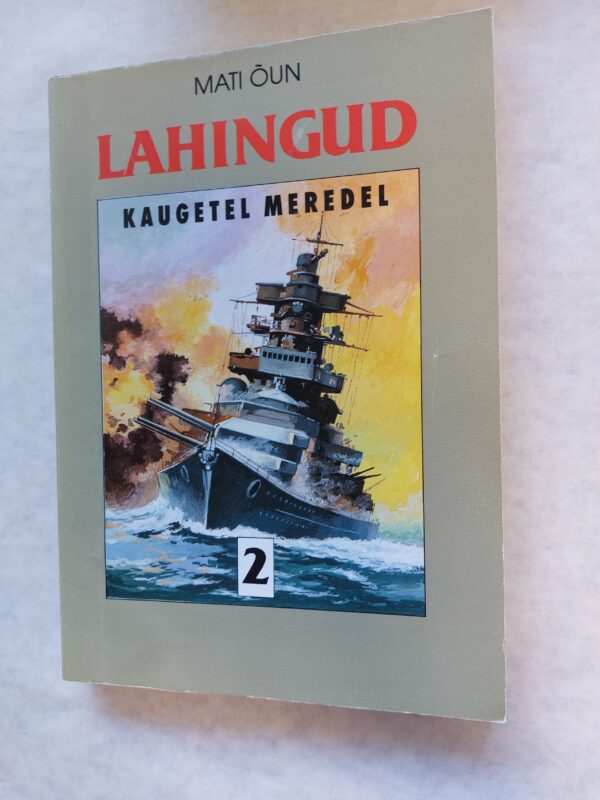 MATI ÕUN
LAHINGUD
KAUGETEL MEREDEL
2